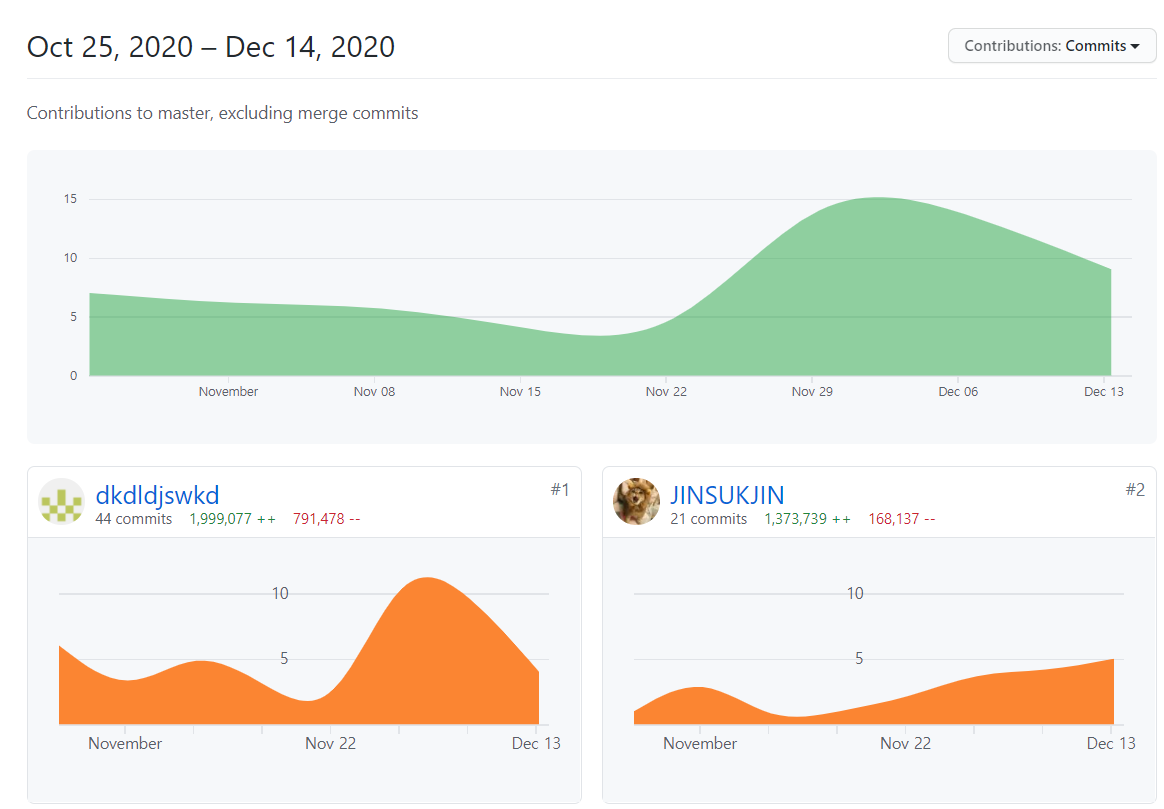 Oct 25, 2020 – Dec 14, 2020
Contributions: Commits
Contributions to master, excluding merge commits
15
10
5
0
November Nov 08 Nov 15 Nov 22 Nov 29 Dec 06 Dec 13
dkdldjswkd #1
44 commits 1,999,077 ++ 791,478 --
10
5
November Nov 22 Dec 13
JINSUKJIN #2
21 commits 1,373,739 ++ 168,137 --
10
5
November Nov 22 Dec 13